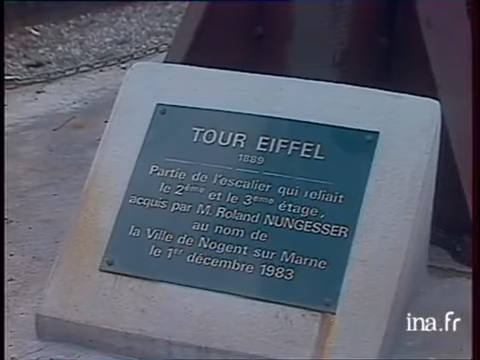 TOUR EIFFEL
1889
Partie de l'escalier qui reliait
le 2ème et le 3ème étage,
acquis par M. Roland NUNGESSER
au nom de
la Ville de Nogent sur Marne
le 1er décembre 1983
ina.fr